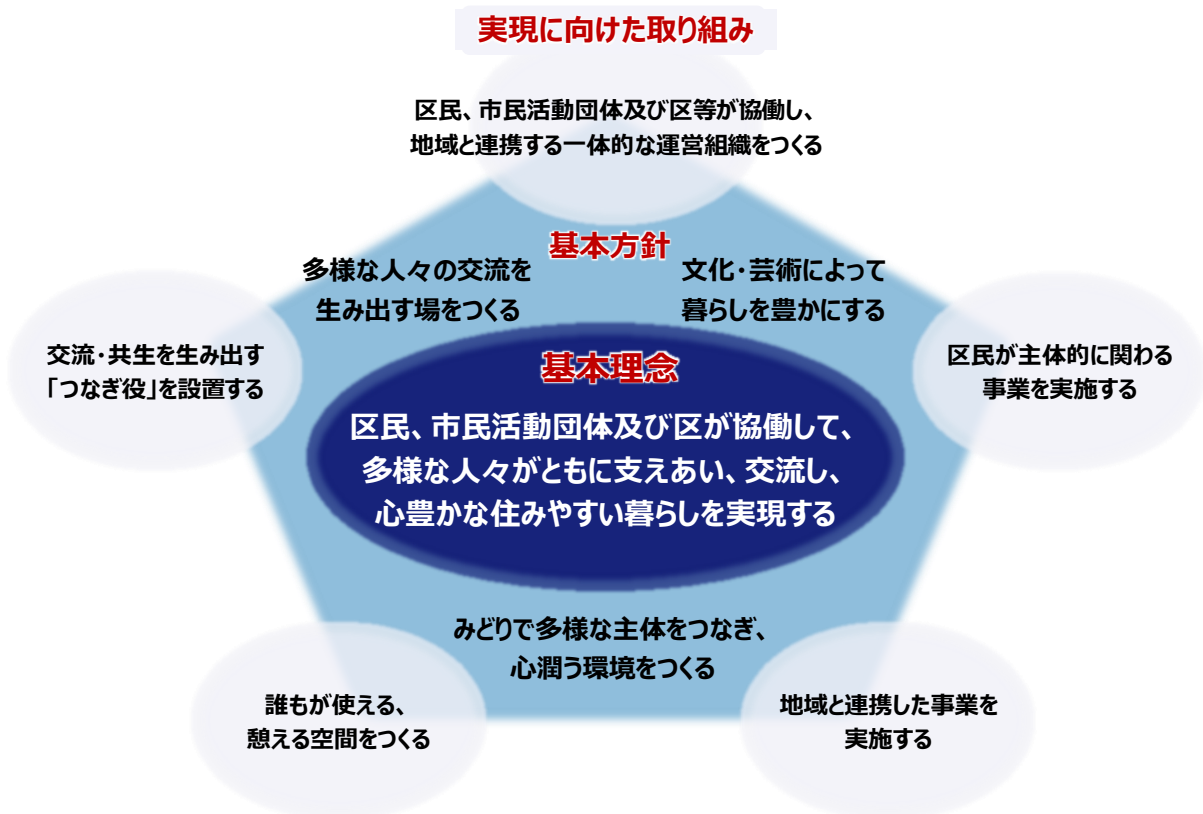 実現に向けた取り組み
区民、市民活動団体及び区等が協働し、
地域と連携する一体的な運営組織をつくる
基本方針
多様な人々の交流を
生み出す場をつくる
文化・芸術によって
暮らしを豊かにする
交流・共生を生み出す
「つなぎ役」を設置する
区民が主体的に関わる
事業を実施する
基本理念
区民、市民活動団体及び区が協働して、
多様な人々がともに支えあい、交流し、
心豊かな住みやすい暮らしを実現する
みどりで多様な主体をつなぎ、
心潤う環境をつくる
誰もが使える、
憩える空間をつくる
地域と連携した事業を
実施する